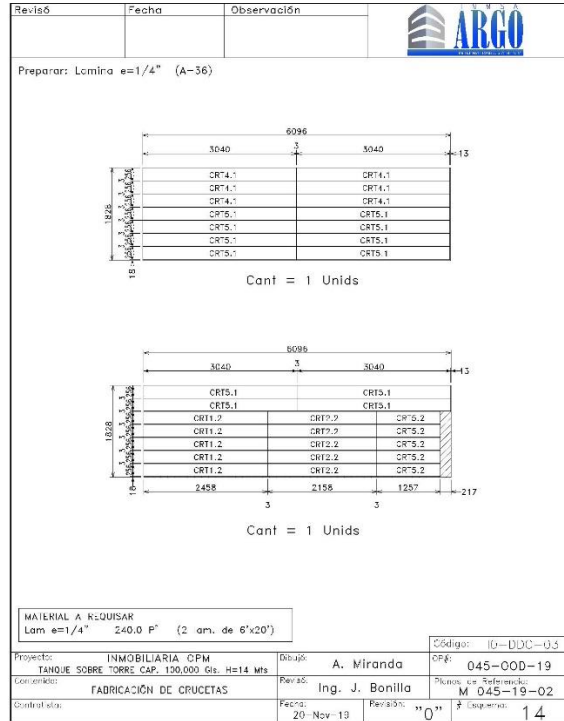 Revisó Fecha Observación
INMSA
ARGO
Preparar: Lamina e=1/4" (A-36)
6096
3040 3 3040 13
CRT4.1 CRT4.1
CRT4.1 CRT4.1
CRT4.1 CRT4.1
CRT5.1 CRT5.1
CRT5.1 CRT5.1
CRT5.1 CRT5.1
CRT5.1 CRT5.1
1828
18
Cant = 1 Unids
6096
3040 3 3040 13
CRT5.1 CRT5.1
CRT5.1 CRT5.1
CRT1.2 CRT2.2 CRT5.2
CRT1.2 CRT2.2 CRT5.2
CRT1.2 CRT2.2 CRT5.2
CRT1.2 CRT2.2 CRT5.2
CRT1.2 CRT2.2 CRT5.2
1828
18
2458 2158 1257 217
3 3
Cant = 1 Unids
MATERIAL A REQUISAR
Lam e=1/4" 240.0 P² (2 am. de 6'x20')
Código: IO-DDC-03
Proyecto: INMOBILIARIA CPM
TANQUE SOBRE TORRE CAP. 100,000 Gls. H=14 Mts
Dibujó: A. Miranda
OP#: 045-OOD-19
Contenido: FABRICACIÓN DE CRUCETAS
Revisó: Ing. J. Bonilla
Planos de Referencia: M 045-19-02
Contratista:
Fecha: 20-Nov-19
Revisión: "0"
# Esquema: 14